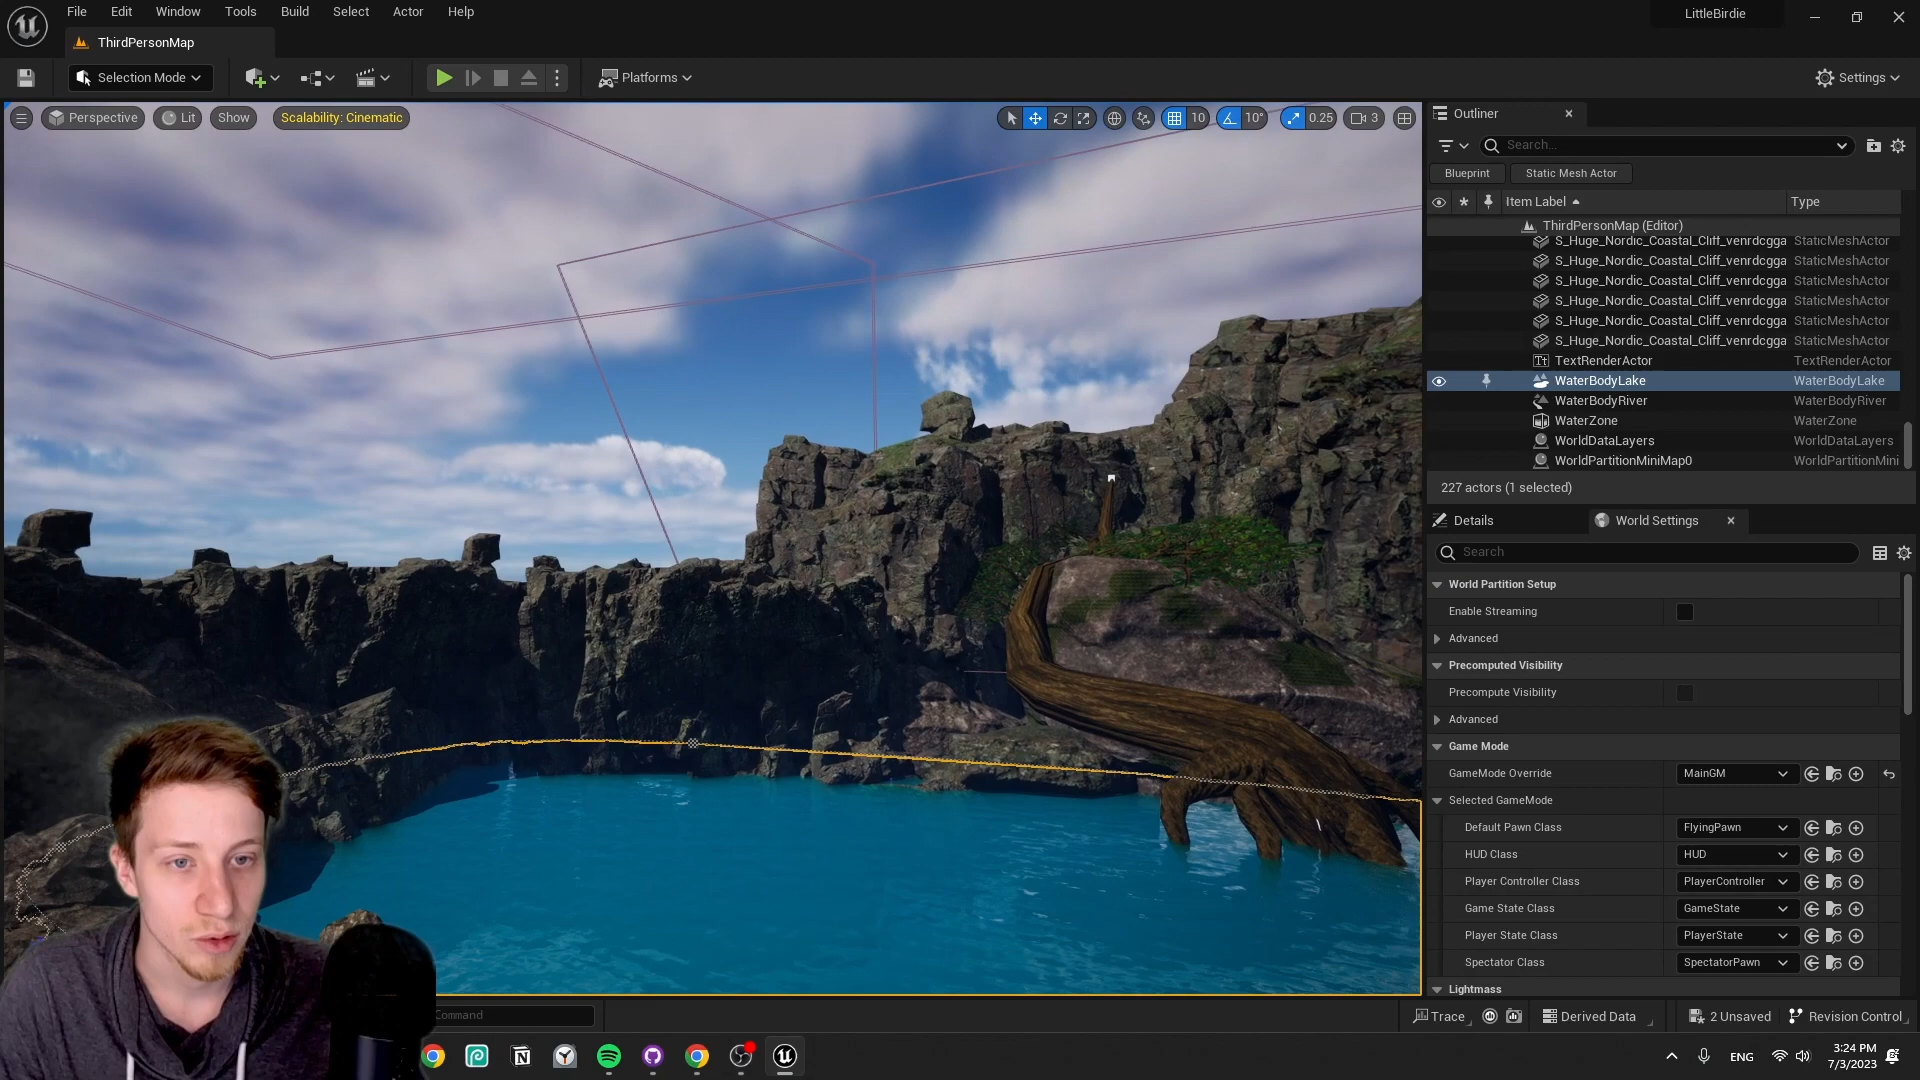 File Edit Window Tools Build Select Actor Help
LittleBirdie
ThirdPersonMap
Selection Mode
Platforms
Settings
Perspective
Lit
Show
Scalability: Cinematic
10
10°
0.25
3
Outliner
Search...
Blueprint
Static Mesh Actor
Item Label
Type
ThirdPersonMap (Editor)
S_Huge_Nordic_Coastal_Cliff_venrdcgga StaticMeshActor
S_Huge_Nordic_Coastal_Cliff_venrdcgga StaticMeshActor
S_Huge_Nordic_Coastal_Cliff_venrdcgga StaticMeshActor
S_Huge_Nordic_Coastal_Cliff_venrdcgga StaticMeshActor
S_Huge_Nordic_Coastal_Cliff_venrdcgga StaticMeshActor
S_Huge_Nordic_Coastal_Cliff_venrdcgga StaticMeshActor
TextRenderActor TextRenderActor
WaterBodyLake WaterBodyLake
WaterBodyRiver WaterBodyRiver
WaterZone WaterZone
WorldDataLayers WorldDataLayers
WorldPartitionMiniMap0 WorldPartitionMini
227 actors (1 selected)
Details
World Settings
Search
World Partition Setup
Enable Streaming
Advanced
Precomputed Visibility
Precompute Visibility
Advanced
Game Mode
GameMode Override MainGM
Selected GameMode
Default Pawn Class FlyingPawn
HUD Class HUD
Player Controller Class PlayerController
Game State Class GameState
Player State Class PlayerState
Spectator Class SpectatorPawn
Lightmass
Command
Trace
Derived Data
2 Unsaved
Revision Control
ENG
3:24 PM
7/3/2023